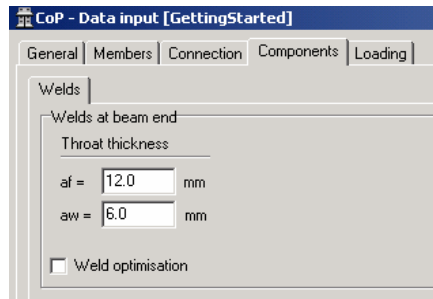 CoP - Data input [GettingStarted]
General Members Connection Components Loading
Welds
Welds at beam end
Throat thickness
af = 12.0 mm
aw = 6.0 mm
Weld optimisation